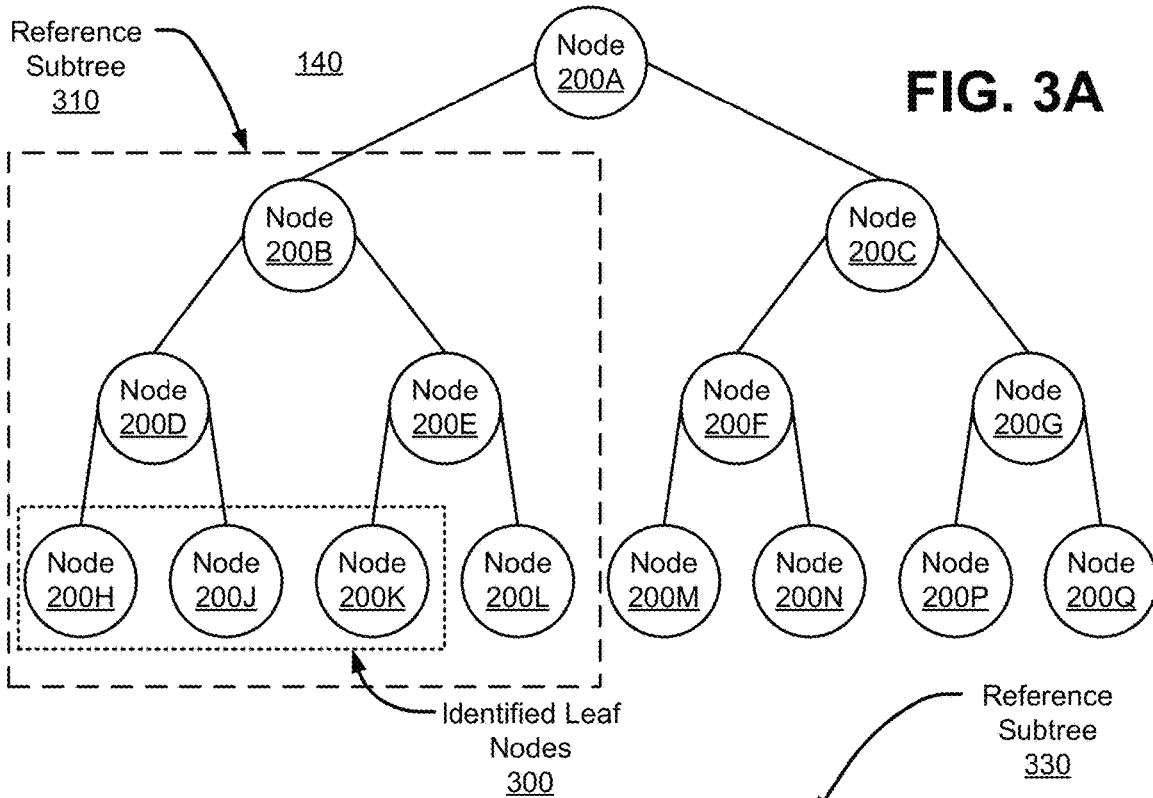 Reference
Subtree
310
140
Node
200A
FIG. 3A
Node
200B
Node
200C
Node
200D
Node
200E
Node
200F
Node
200G
Node
200H
Node
200J
Node
200K
Node
200L
Node
200M
Node
200N
Node
200P
Node
200Q
Identified Leaf
Nodes
300
Reference
Subtree
330